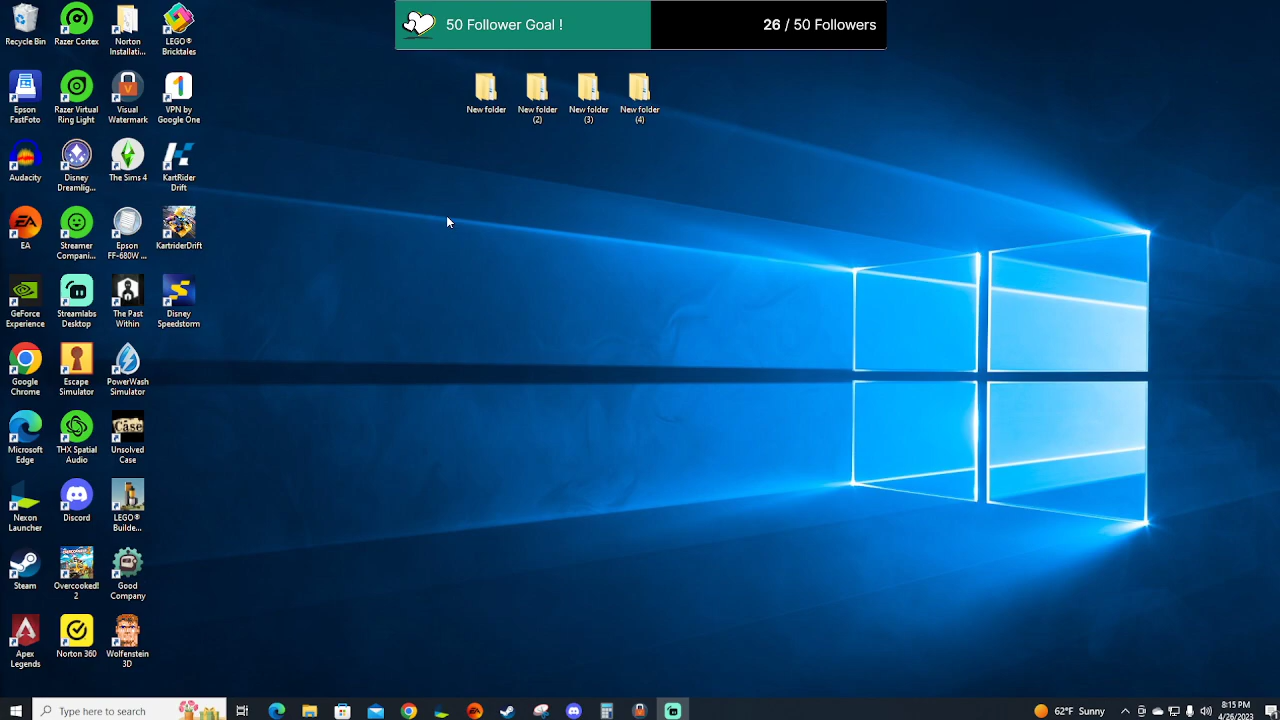 50 Follower Goal !
26 / 50 Followers
Recycle Bin
Razer Cortex
Norton
Installati...
LEGO®
Bricktales
New folder
New folder
(2)
New folder
(3)
New folder
(4)
Epson
FastFoto
Razer Virtual
Ring Light
Visual
Watermark
VPN by
Google One
Audacity
Disney
Dreamlig...
The Sims 4
KartRider
Drift
EA
EA
Streamer
Compani...
Epson
FF-680W ...
KartriderDrift
GeForce
Experience
Streamlabs
Desktop
The Past
Within
Disney
Speedstorm
Google
Chrome
Escape
Simulator
PowerWash
Simulator
Microsoft
Edge
THX Spatial
Audio
Case
Unsolved
Case
Nexon
Launcher
Discord
LEGO®
Builde...
Steam
Overcooked!
2
Good
Company
Apex
Legends
Norton 360
Wolfenstein
3D
Type here to search
62°F Sunny
8:15 PM
4/26/2023